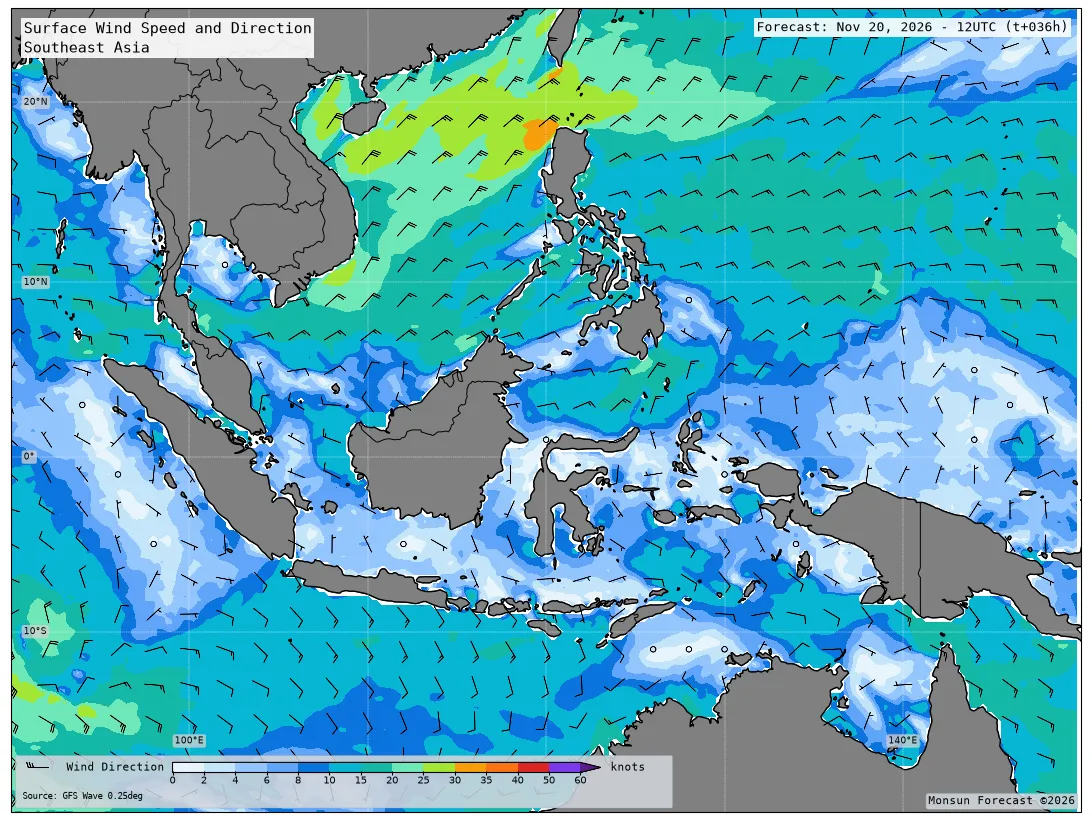 Surface Wind Speed and Direction
Southeast Asia
Forecast: Nov 20, 2026 - 12UTC (t+036h)
20°N
10°N
0°
10°S
100°E
140°E
Wind Direction
0 2 4 6 8 10 15 20 25 30 35 40 50 60
knots
Source: GFS Wave 0.25deg
Monsun Forecast ©2026